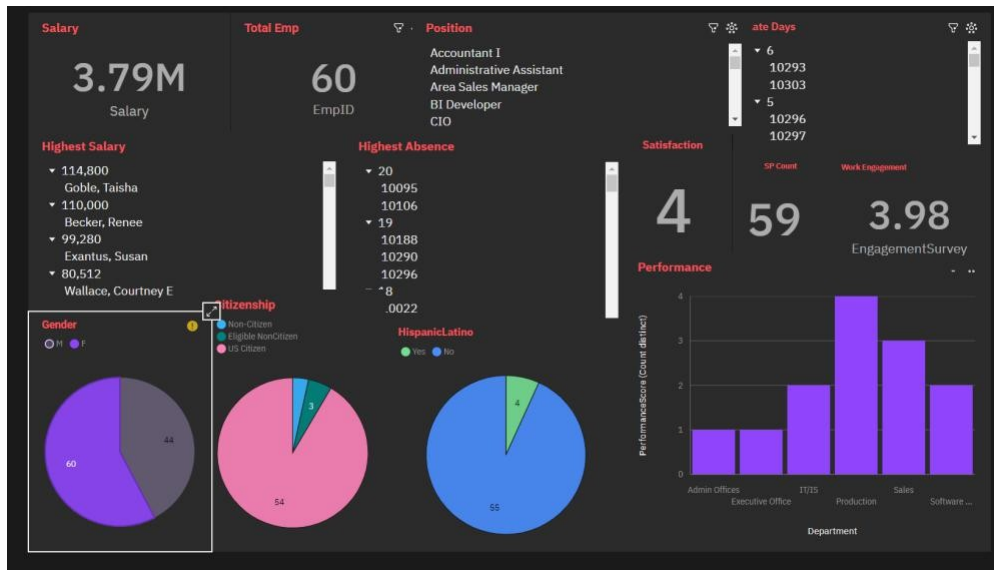 Salary
3.79M
Salary
Total Emp
60
EmpID
Position
Accountant I
Administrative Assistant
Area Sales Manager
BI Developer
CIO
ate Days
6
10293
10303
5
10296
10297
Highest Salary
114,800
Goble, Taisha
110,000
Becker, Renee
99,280
Exantus, Susan
80,512
Wallace, Courtney E
Highest Absence
20
10095
10106
19
10188
10290
10296
8
.0022
Satisfaction
4
SP Count
59
Work Engagement
3.98
EngagementSurvey
Gender
M F
44
60
Citizenship
Non-Citizen
Eligible NonCitizen
US Citizen
3
54
HispanicLatino
Yes No
4
55
Performance
PerformanceScore (Count distinct)
4
3
2
1
0
Admin Offices
Executive Office
IT/IS
Production
Sales
Software ...
Department